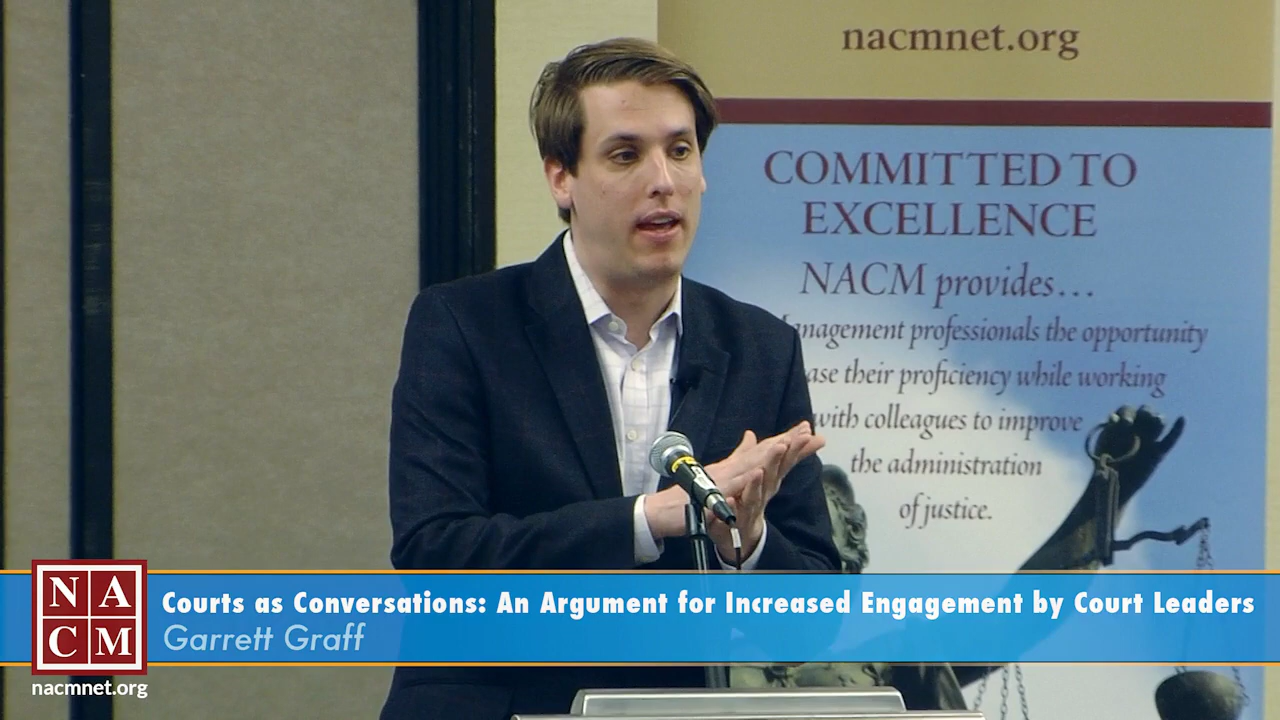 nacmnet.org
COMMITTED TO
EXCELLENCE
NACM provides…
management professionals the opportunity
ase their proficiency while working
with colleagues to improve
the administration
of justice.
NA
CM
Courts as Conversations: An Argument for Increased Engagement by Court Leaders
Garrett Graff
nacmnet.org